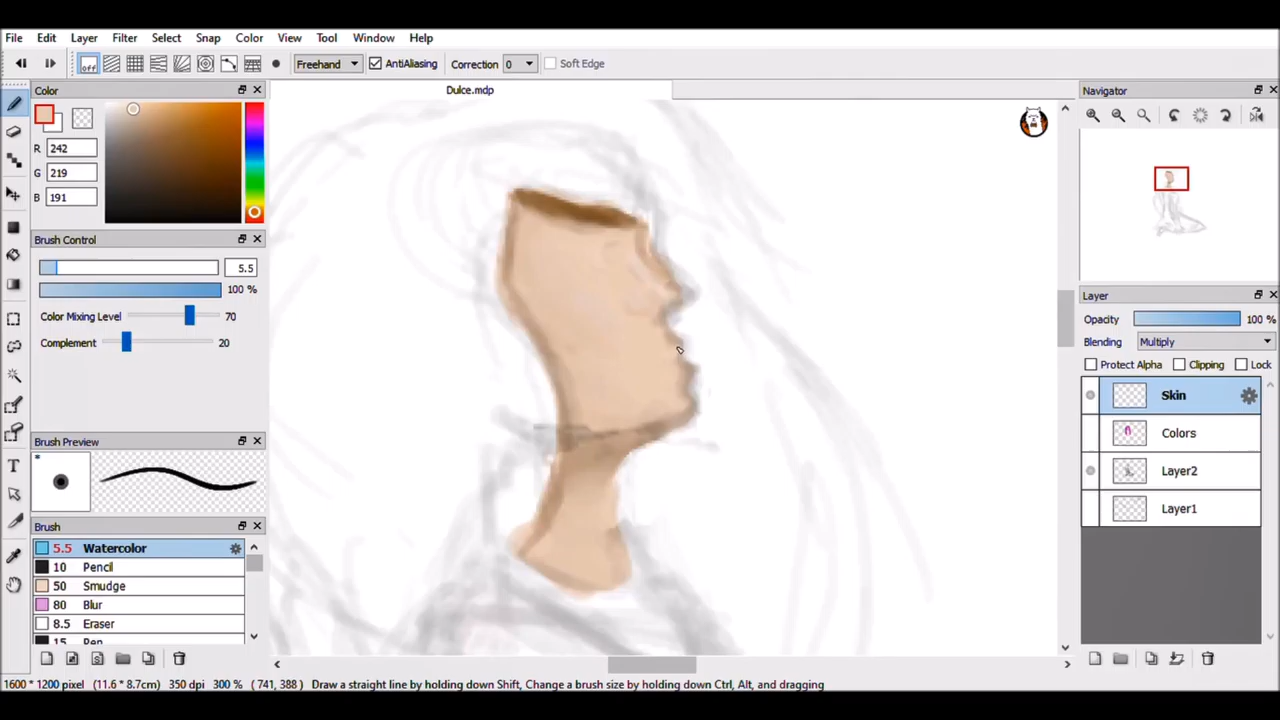 File Edit Layer Filter Select Snap Color View Tool Window Help
off Freehand AntiAliasing Correction 0 Soft Edge
Color
R 242
G 219
B 191
Brush Control
5.5
100 %
Color Mixing Level 70
Complement 20
Brush Preview
*
Brush
5.5 Watercolor
10 Pencil
50 Smudge
80 Blur
8.5 Eraser
15 Pen
T
Dulce.mdp
Navigator
Layer
Opacity 100 %
Blending Multiply
Protect Alpha Clipping Lock
Skin
Colors
Layer2
Layer1
1600 * 1200 pixel (11.6 * 8.7cm) 350 dpi 300 % ( 741, 388 ) Draw a straight line by holding down Shift, Change a brush size by holding down Ctrl, Alt, and dragging